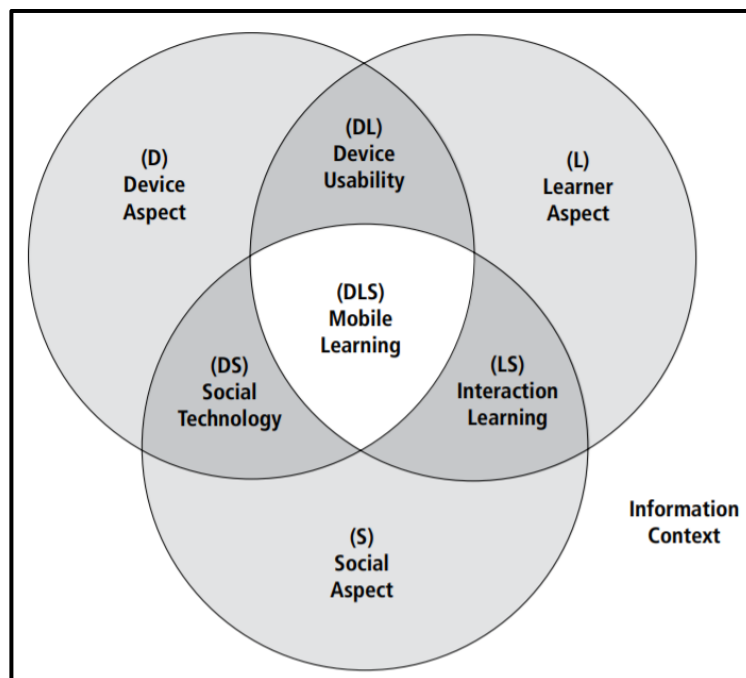 (DL)
Device
Usability
(D)
Device
Aspect
(L)
Learner
Aspect
(DLS)
Mobile
Learning
(DS)
Social
Technology
(LS)
Interaction
Learning
Information
Context
(S)
Social
Aspect